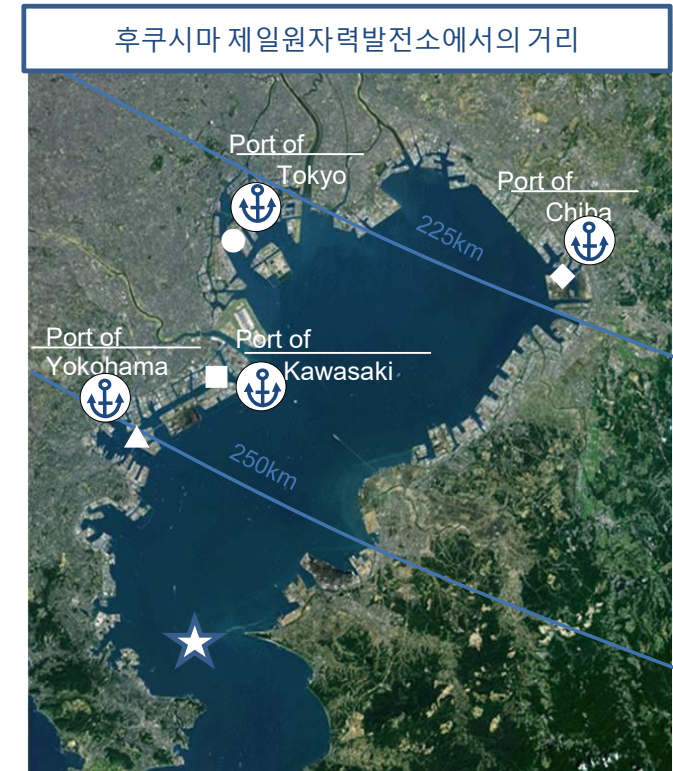 후쿠시마 제일원자력발전소에서의 거리
Port of
Tokyo
Port of
Chiba
225km
Port of
Yokohama
Port of
Kawasaki
250km